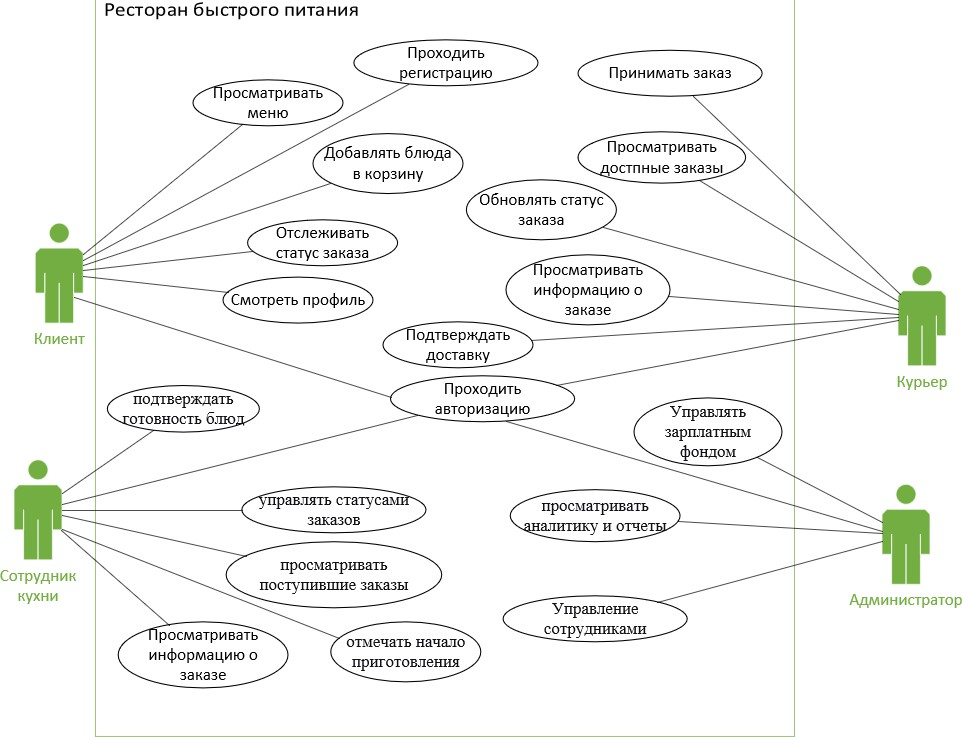 Ресторан быстрого питания
Проходить
регистрацию
Принимать заказ
Просматривать
меню
Добавлять блюда
в корзину
Просматривать
достпные заказы
Обновлять статус
заказа
Отслеживать
статус заказа
Просматривать
информацию о
заказе
Смотреть профиль
Клиент
Подтверждать
доставку
Курьер
Проходить
авторизацию
подтверждать
готовность блюд
Управлять
зарплатным
фондом
управлять статусами
заказов
просматривать
аналитику и отчеты
Сотрудник
кухни
просматривать
поступившие заказы
Администратор
Управление
сотрудниками
Просматривать
информацию о
заказе
отмечать начало
приготовления